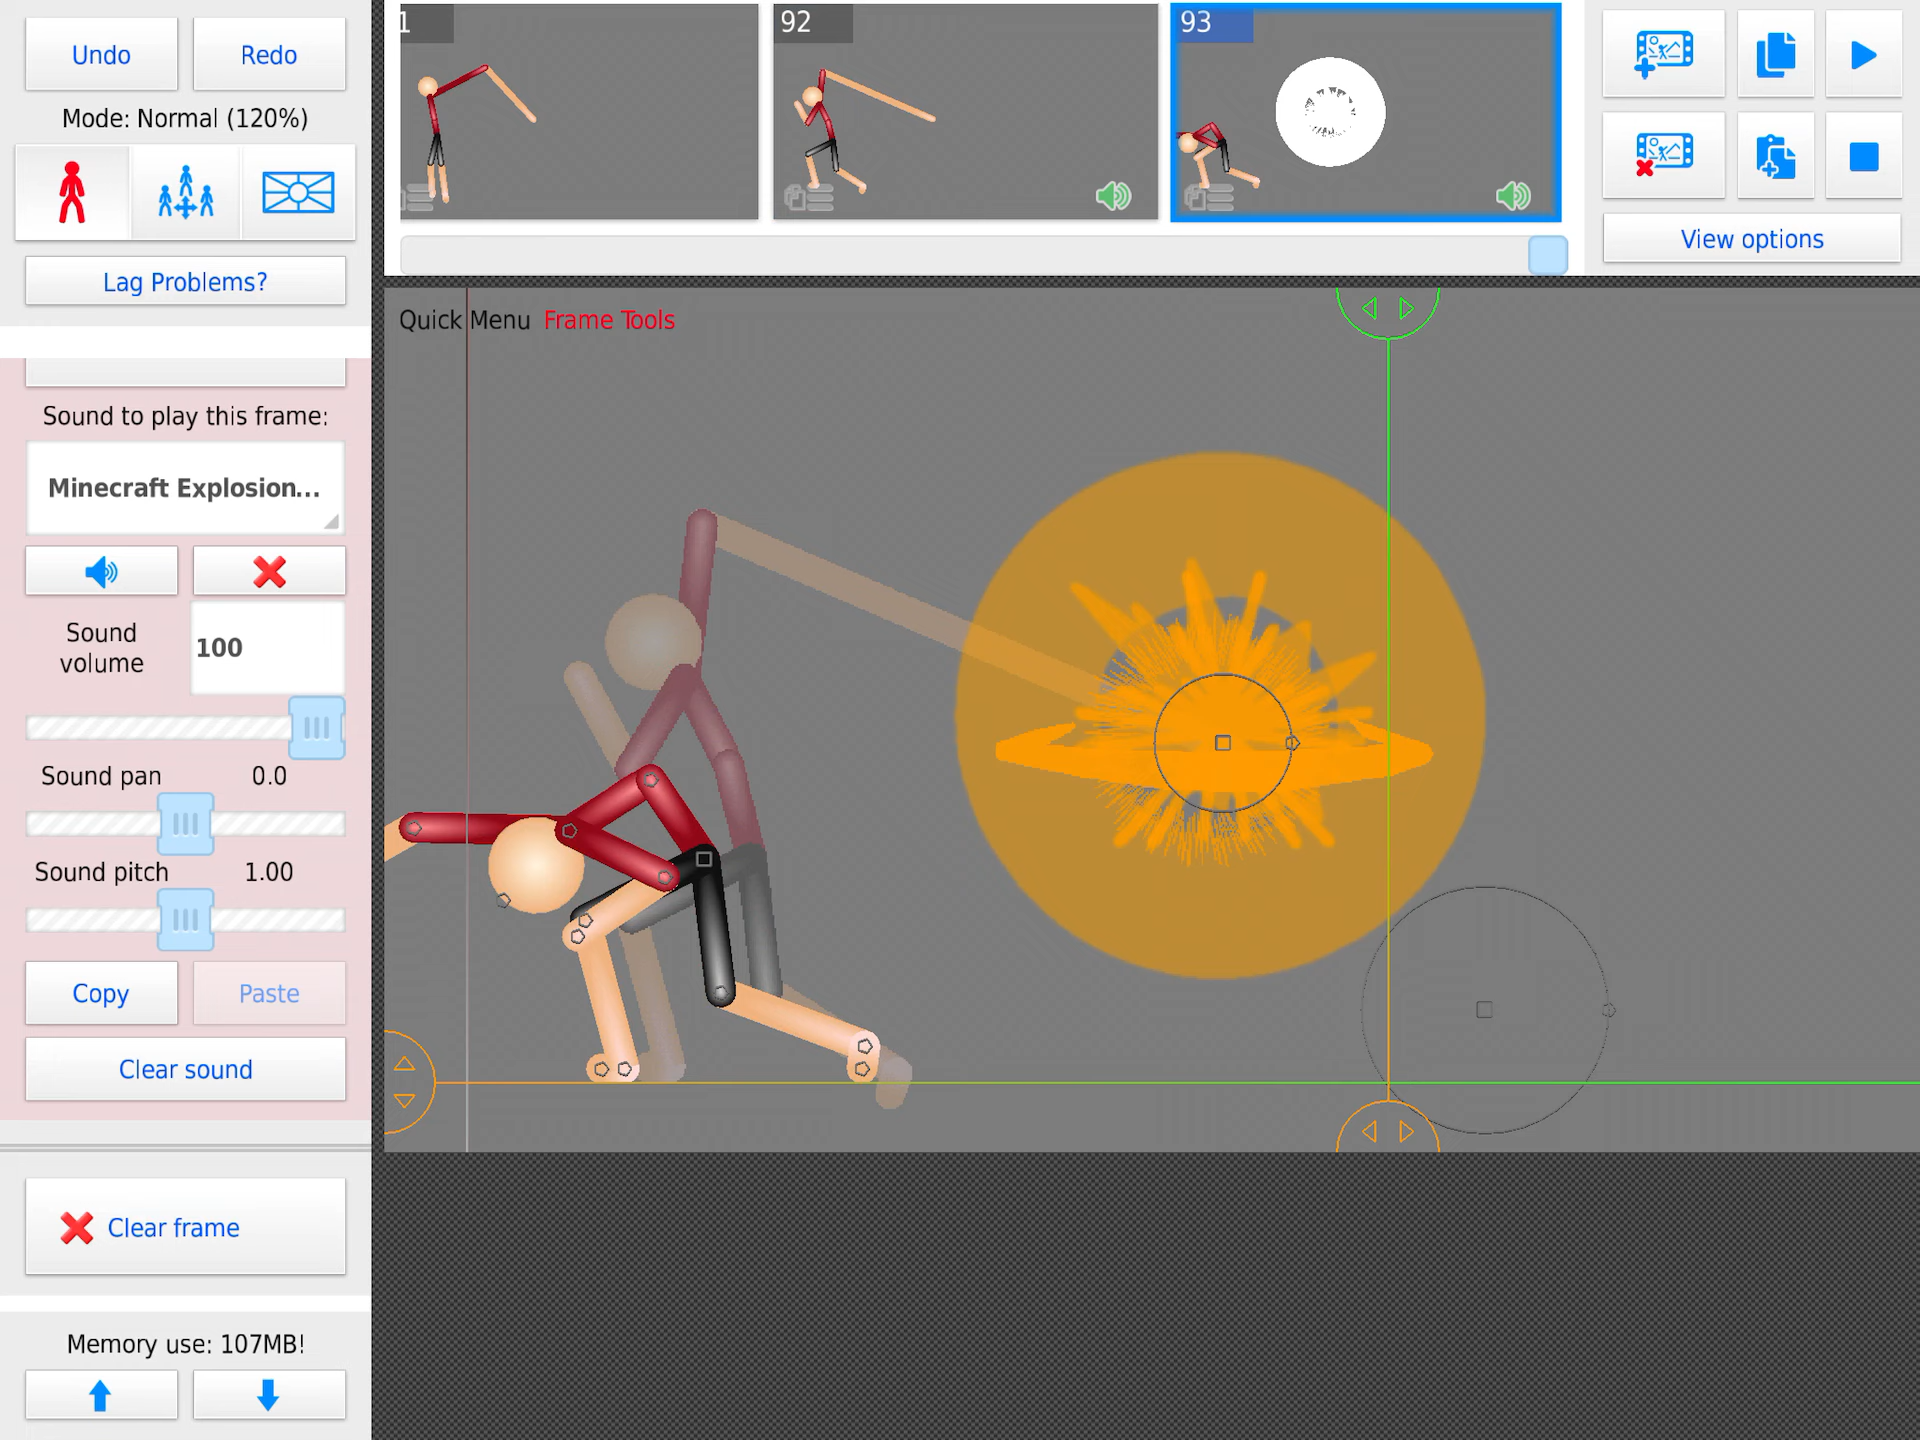 Undo
Redo
Mode: Normal (120%)
Lag Problems?
Sound to play this frame:
Minecraft Explosion...
Sound volume
100
Sound pan
0.0
Sound pitch
1.00
Copy
Paste
Clear sound
Clear frame
Memory use: 107MB!
1
92
93
View options
Quick Menu
Frame Tools